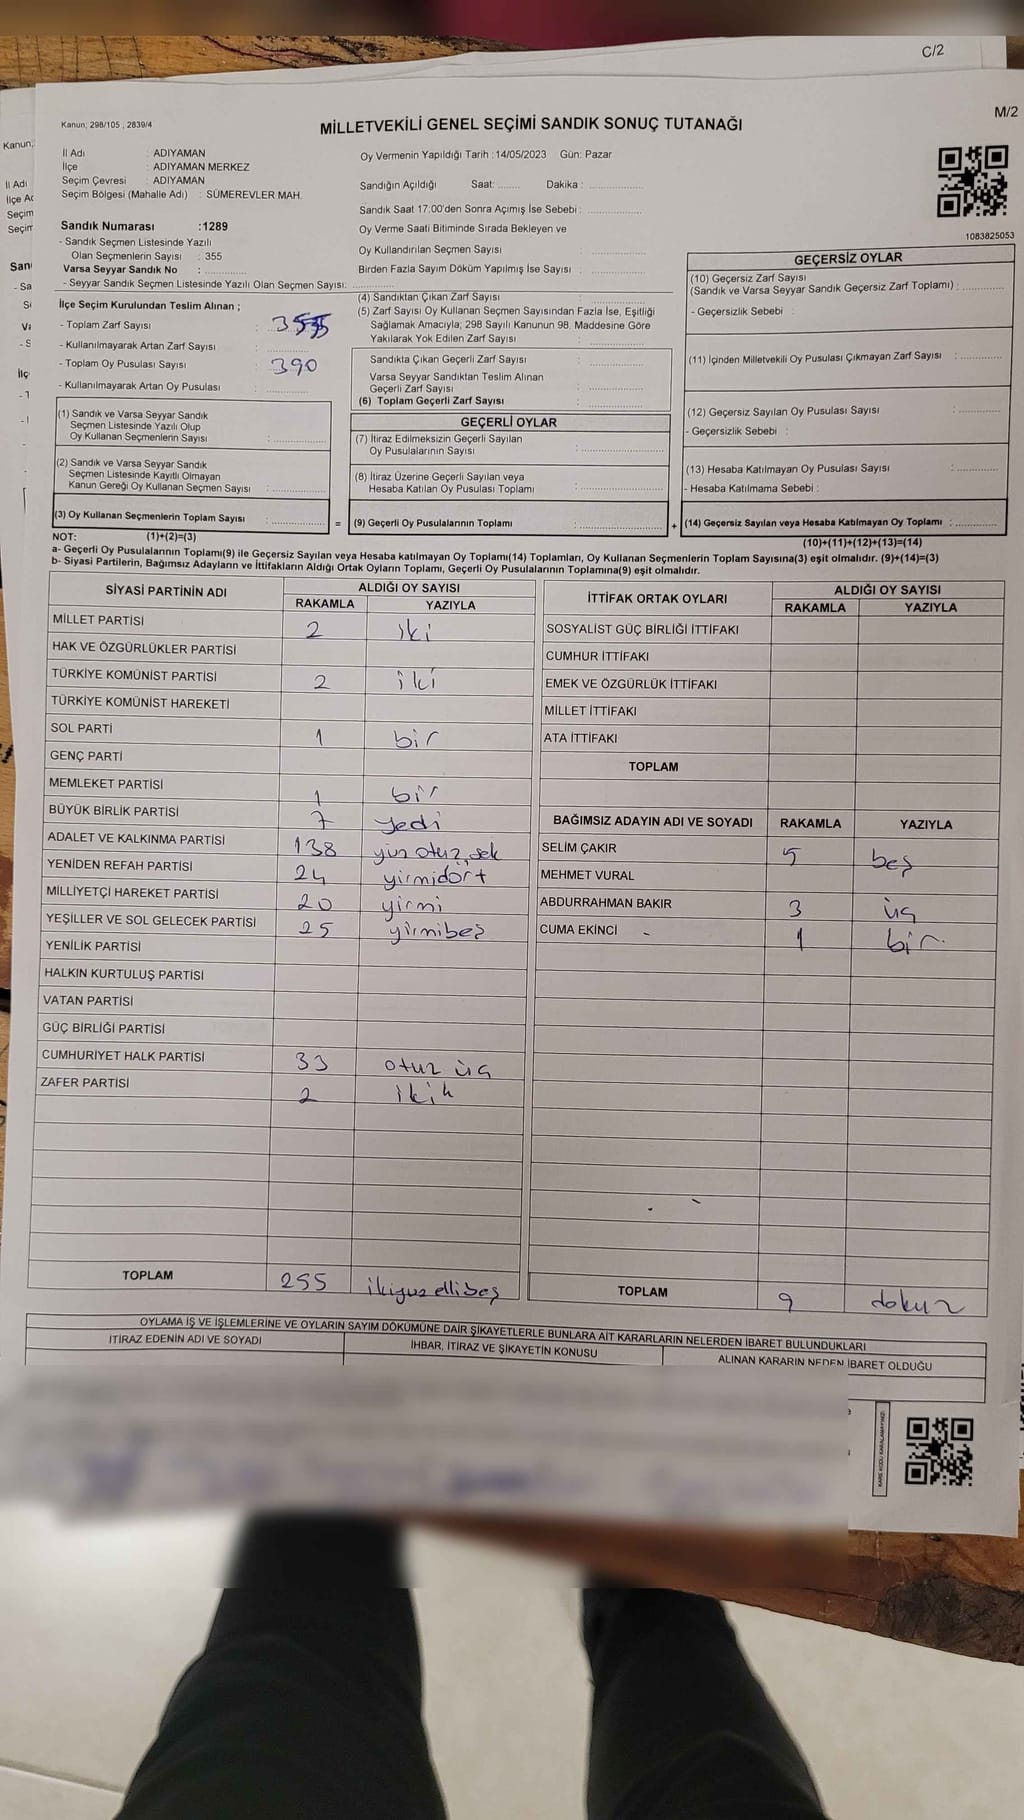 C/2
M/2
Kanun; 298/105 , 2839/4
MİLLETVEKİLİ GENEL SEÇİMİ SANDIK SONUÇ TUTANAĞI
İl Adı : ADIYAMAN
İlçe : ADIYAMAN MERKEZ
Seçim Çevresi : ADIYAMAN
Seçim Bölgesi (Mahalle Adı) : SÜMEREVLER MAH.
Oy Vermenin Yapıldığı Tarih :14/05/2023 Gün: Pazar
Sandığın Açıldığı Saat: ........ Dakika : ................
Sandık Saat 17:00'den Sonra Açımış İse Sebebi : ................
Oy Verme Saati Bitiminde Sırada Bekleyen ve
Oy Kullandırılan Seçmen Sayısı : ................
Birden Fazla Sayım Döküm Yapılmış İse Sayısı : ................
1083825053
Sandık Numarası :1289
- Sandık Seçmen Listesinde Yazılı
Olan Seçmenlerin Sayısı : 355
Varsa Seyyar Sandık No : ............
- Seyyar Sandık Seçmen Listesinde Yazılı Olan Seçmen Sayısı: ............
İlçe Seçim Kurulundan Teslim Alınan ;
- Toplam Zarf Sayısı : 355
- Kullanılmayarak Artan Zarf Sayısı : ............
- Toplam Oy Pusulası Sayısı : 390
- Kullanılmayarak Artan Oy Pusulası : ............
(1) Sandık ve Varsa Seyyar Sandık
Seçmen Listesinde Yazılı Olup
Oy Kullanan Seçmenlerin Sayısı : ................
(2) Sandık ve Varsa Seyyar Sandık
Seçmen Listesinde Kayıtlı Olmayan
Kanun Gereği Oy Kullanan Seçmen Sayısı : ................
(3) Oy Kullanan Seçmenlerin Toplam Sayısı : ................
(4) Sandıktan Çıkan Zarf Sayısı : ................
(5) Zarf Sayısı Oy Kullanan Seçmen Sayısından Fazla İse, Eşitliği
Sağlamak Amacıyla; 298 Sayılı Kanunun 98. Maddesine Göre
Yakılarak Yok Edilen Zarf Sayısı : ................
Sandıkta Çıkan Geçerli Zarf Sayısı : ................
Varsa Seyyar Sandıktan Teslim Alınan
Geçerli Zarf Sayısı : ................
(6) Toplam Geçerli Zarf Sayısı : ................
GEÇERLİ OYLAR
(7) İtiraz Edilmeksizin Geçerli Sayılan
Oy Pusulalarının Sayısı : ................
(8) İtiraz Üzerine Geçerli Sayılan veya
Hesaba Katılan Oy Pusulası Toplamı : ................
= (9) Geçerli Oy Pusulalarının Toplamı : ................
GEÇERSİZ OYLAR
(10) Geçersiz Zarf Sayısı
(Sandık ve Varsa Seyyar Sandık Geçersiz Zarf Toplamı) : ............
- Geçersizlik Sebebi :
(11) İçinden Milletvekili Oy Pusulası Çıkmayan Zarf Sayısı : ............
(12) Geçersiz Sayılan Oy Pusulası Sayısı : ............
- Geçersizlik Sebebi :
(13) Hesaba Katılmayan Oy Pusulası Sayısı : ............
- Hesaba Katılmama Sebebi :
+ (14) Geçersiz Sayılan veya Hesaba Katılmayan Oy Toplamı : ............
NOT: (1)+(2)=(3)
(10)+(11)+(12)+(13)=(14)
a- Geçerli Oy Pusulalarının Toplamı(9) ile Geçersiz Sayılan veya Hesaba katılmayan Oy Toplamı(14) Toplamları, Oy Kullanan Seçmenlerin Toplam Sayısına(3) eşit olmalıdır. (9)+(14)=(3)
b- Siyasi Partilerin, Bağımsız Adayların ve İttifakların Aldığı Ortak Oyların Toplamı, Geçerli Oy Pusulalarının Toplamına(9) eşit olmalıdır.
SİYASİ PARTİNİN ADI ALDIĞI OY SAYISI
RAKAMLA YAZIYLA
MİLLET PARTİSİ 2 iki
HAK VE ÖZGÜRLÜKLER PARTİSİ
TÜRKİYE KOMÜNİST PARTİSİ 2 iki
TÜRKİYE KOMÜNİST HAREKETİ
SOL PARTİ 1 bir
GENÇ PARTİ
MEMLEKET PARTİSİ 1 bir
BÜYÜK BİRLİK PARTİSİ 7 yedi
ADALET VE KALKINMA PARTİSİ 138 yüz otuz sek
YENİDEN REFAH PARTİSİ 24 yirmidört
MİLLİYETÇİ HAREKET PARTİSİ 20 yirmi
YEŞİLLER VE SOL GELECEK PARTİSİ 25 yirmibeş
YENİLİK PARTİSİ
HALKIN KURTULUŞ PARTİSİ
VATAN PARTİSİ
GÜÇ BİRLİĞİ PARTİSİ
CUMHURİYET HALK PARTİSİ 33 otuz üç
ZAFER PARTİSİ 2
TOPLAM 255 ikiyüzellibeş
İTTİFAK ORTAK OYLARI ALDIĞI OY SAYISI
RAKAMLA YAZIYLA
SOSYALİST GÜÇ BİRLİĞİ İTTİFAKI
CUMHUR İTTİFAKI
EMEK VE ÖZGÜRLÜK İTTİFAKI
MİLLET İTTİFAKI
ATA İTTİFAKI
TOPLAM
BAĞIMSIZ ADAYIN ADI VE SOYADI RAKAMLA YAZIYLA
SELİM ÇAKIR 5 beş
MEHMET VURAL
ABDURRAHMAN BAKIR 3 üç
CUMA EKİNCİ 1 bir
TOPLAM 9 dokuz
OYLAMA İŞ VE İŞLEMLERİNE VE OYLARIN SAYIM DÖKÜMÜNE DAİR ŞİKAYETLERLE BUNLARA AİT KARARLARIN NELERDEN İBARET BULUNDUKLARI
İTİRAZ EDENİN ADI VE SOYADI
İHBAR, İTİRAZ VE ŞİKAYETİN KONUSU
ALINAN KARARIN NEDEN İBARET OLDUĞU
KARE KODU KARALAMAYINIZ!